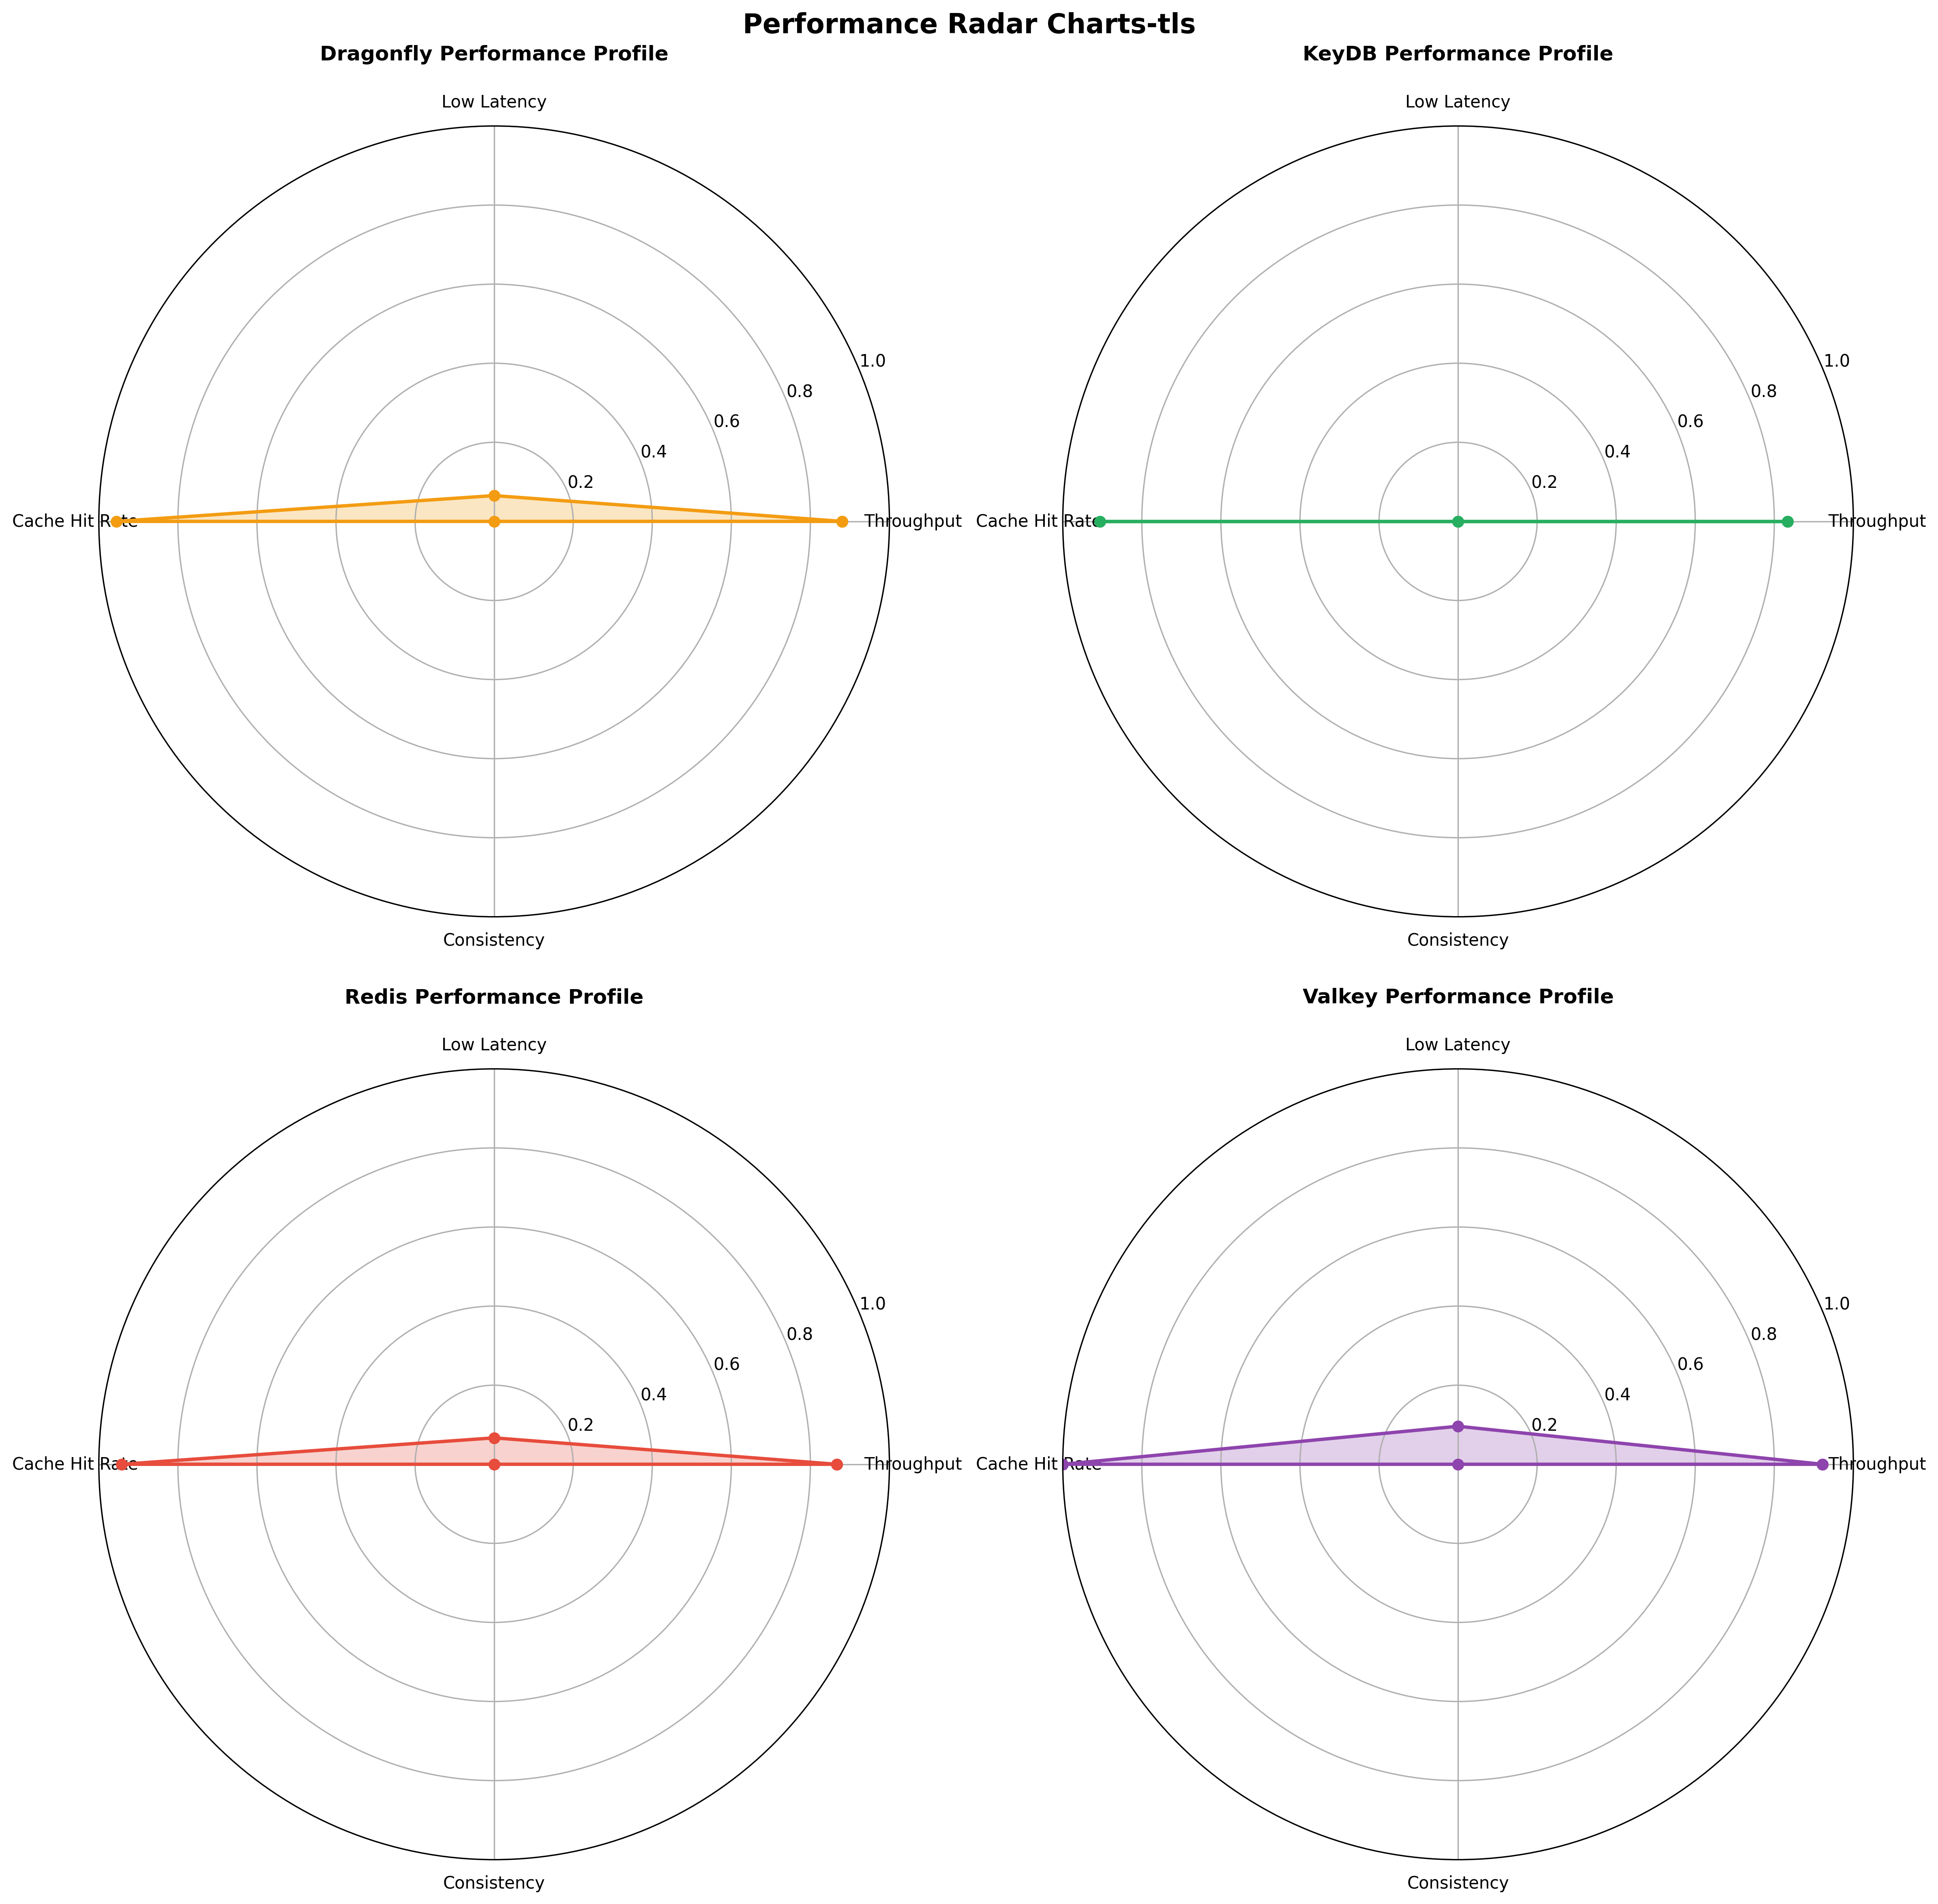 Performance Radar Charts-tls
Dragonfly Performance Profile
Low Latency
1.0
0.8
0.6
0.4
0.2
Cache Hit Rate
Throughput
Consistency
KeyDB Performance Profile
Low Latency
1.0
0.8
0.6
0.4
0.2
Cache Hit Rate
Throughput
Consistency
Redis Performance Profile
Low Latency
1.0
0.8
0.6
0.4
0.2
Cache Hit Rate
Throughput
Consistency
Valkey Performance Profile
Low Latency
1.0
0.8
0.6
0.4
0.2
Cache Hit Rate
Throughput
Consistency